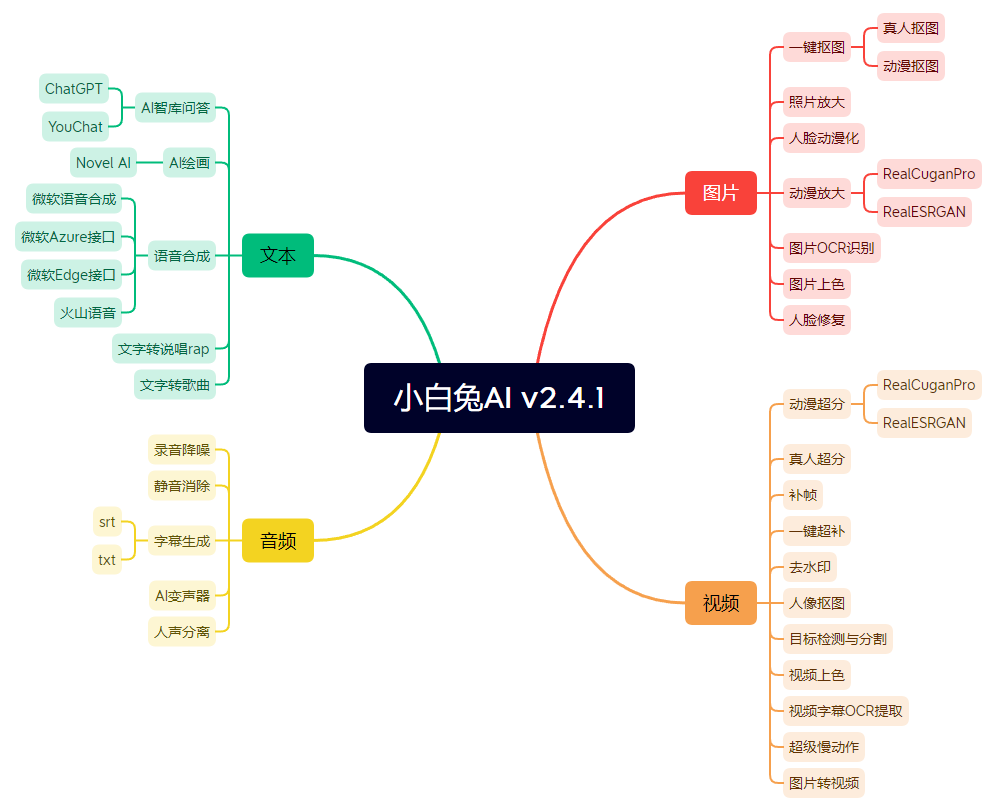 小白兔AI v2.4.1
图片
一键抠图
真人抠图
动漫抠图
照片放大
人脸动漫化
动漫放大
RealCuganPro
RealESRGAN
图片OCR识别
图片上色
人脸修复
视频
动漫超分
RealCuganPro
RealESRGAN
真人超分
补帧
一键超补
去水印
人像抠图
目标检测与分割
视频上色
视频字幕OCR提取
超级慢动作
图片转视频
文本
AI智库问答
ChatGPT
YouChat
AI绘画
Novel AI
语音合成
微软语音合成
微软Azure接口
微软Edge接口
火山语音
文字转说唱rap
文字转歌曲
音频
录音降噪
静音消除
字幕生成
srt
txt
AI变声器
人声分离